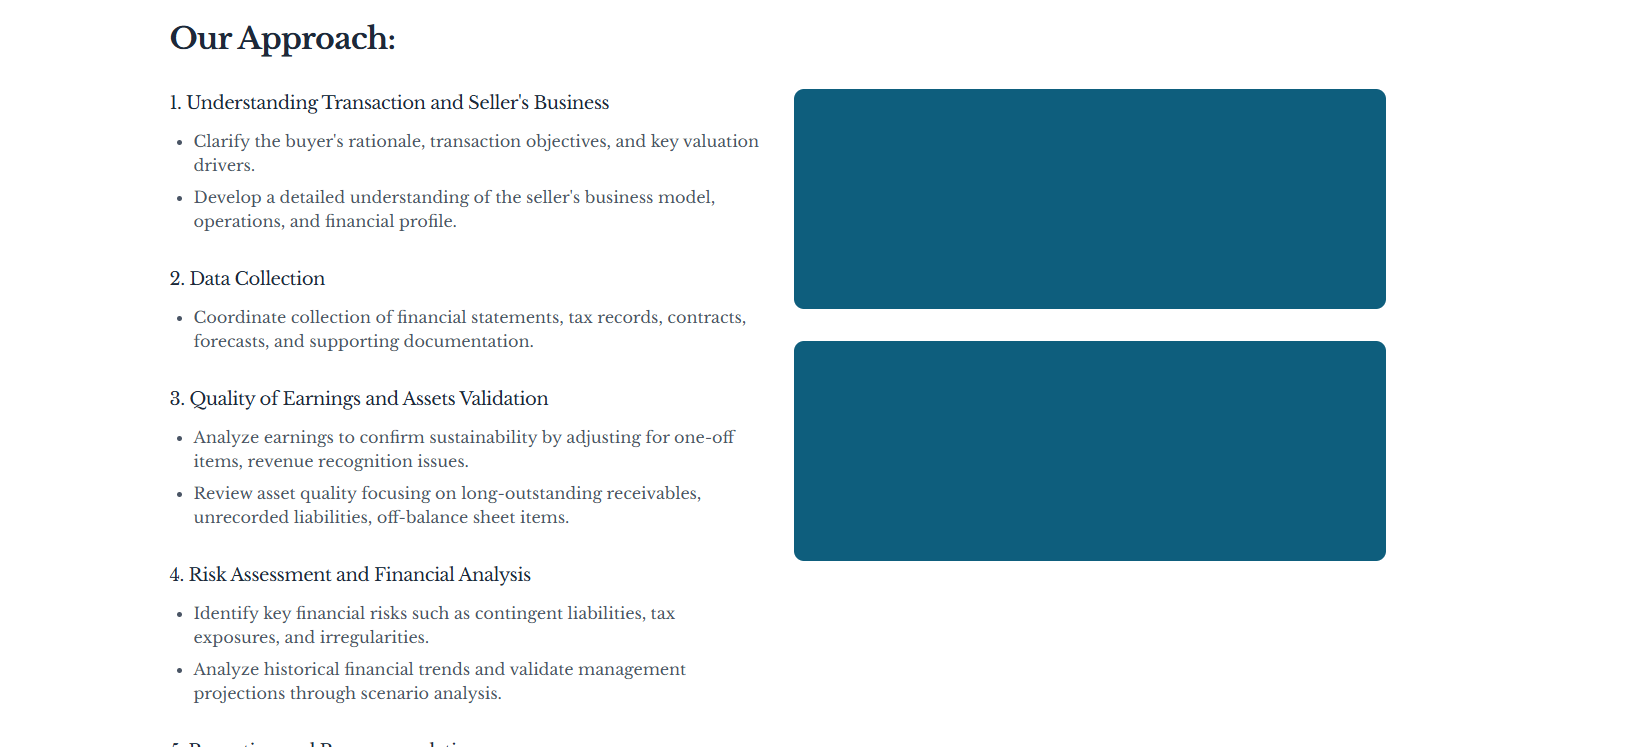 Our Approach:
1. Understanding Transaction and Seller's Business
• Clarify the buyer's rationale, transaction objectives, and key valuation
drivers.
• Develop a detailed understanding of the seller's business model,
operations, and financial profile.
2. Data Collection
• Coordinate collection of financial statements, tax records, contracts,
forecasts, and supporting documentation.
3. Quality of Earnings and Assets Validation
• Analyze earnings to confirm sustainability by adjusting for one-off
items, revenue recognition issues.
• Review asset quality focusing on long-outstanding receivables,
unrecorded liabilities, off-balance sheet items.
4. Risk Assessment and Financial Analysis
• Identify key financial risks such as contingent liabilities, tax
exposures, and irregularities.
• Analyze historical financial trends and validate management
projections through scenario analysis.